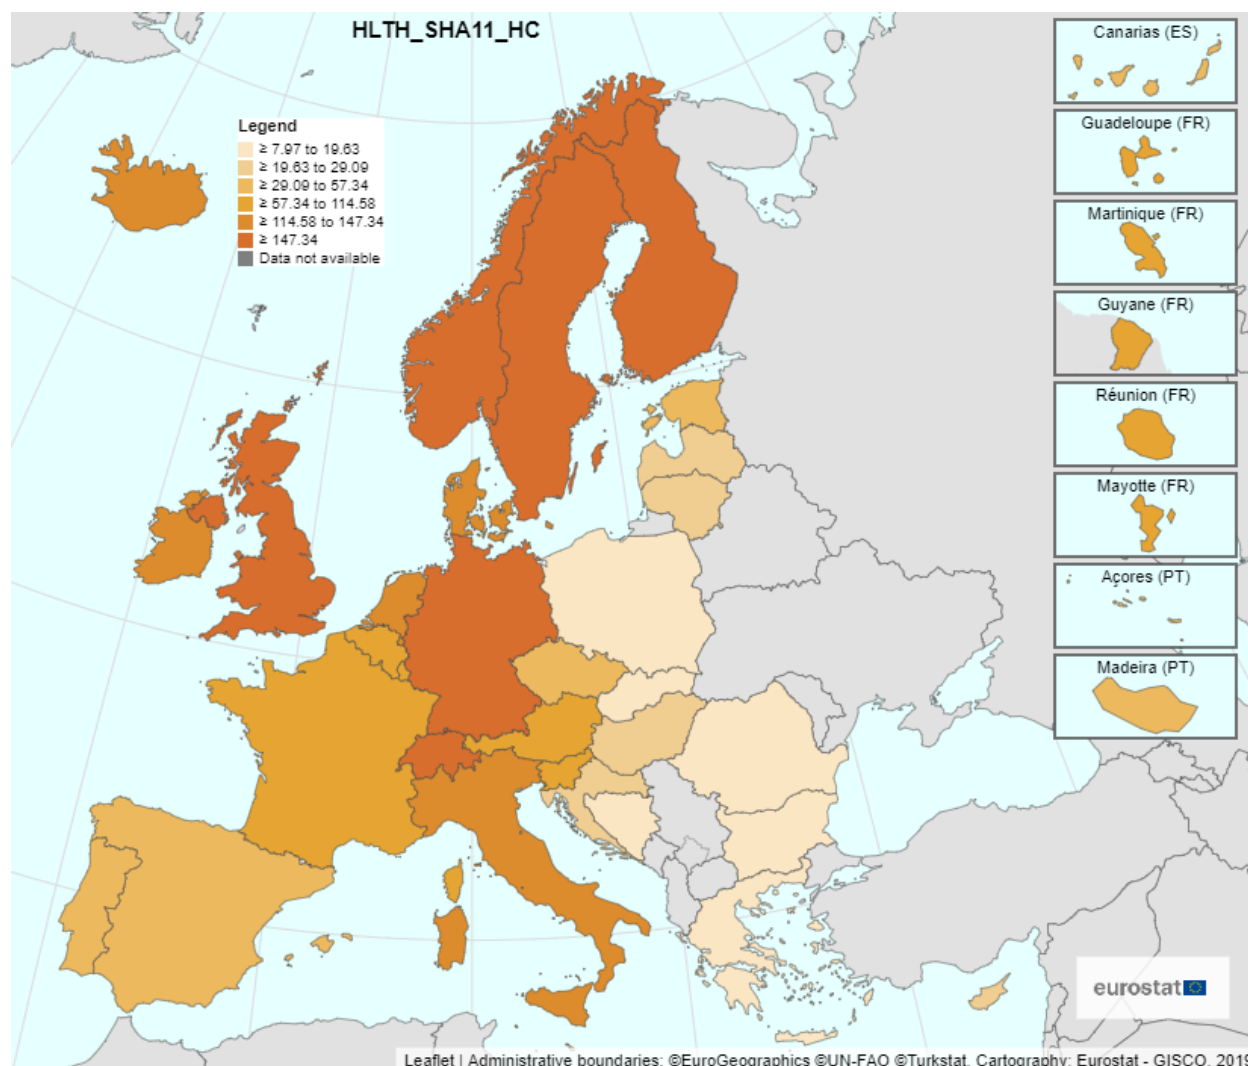 HLTH_SHA11_HC
Legend
≥ 7.97 to 19.63
≥ 19.63 to 29.09
≥ 29.09 to 57.34
≥ 57.34 to 114.58
≥ 114.58 to 147.34
≥ 147.34
Data not available
Canarias (ES)
Guadeloupe (FR)
Martinique (FR)
Guyane (FR)
Réunion (FR)
Mayotte (FR)
Açores (PT)
Madeira (PT)
eurostat
Leaflet | Administrative boundaries: ©EuroGeographics ©UN-FAO ©Turkstat, Cartography: Eurostat - GISCO, 2019